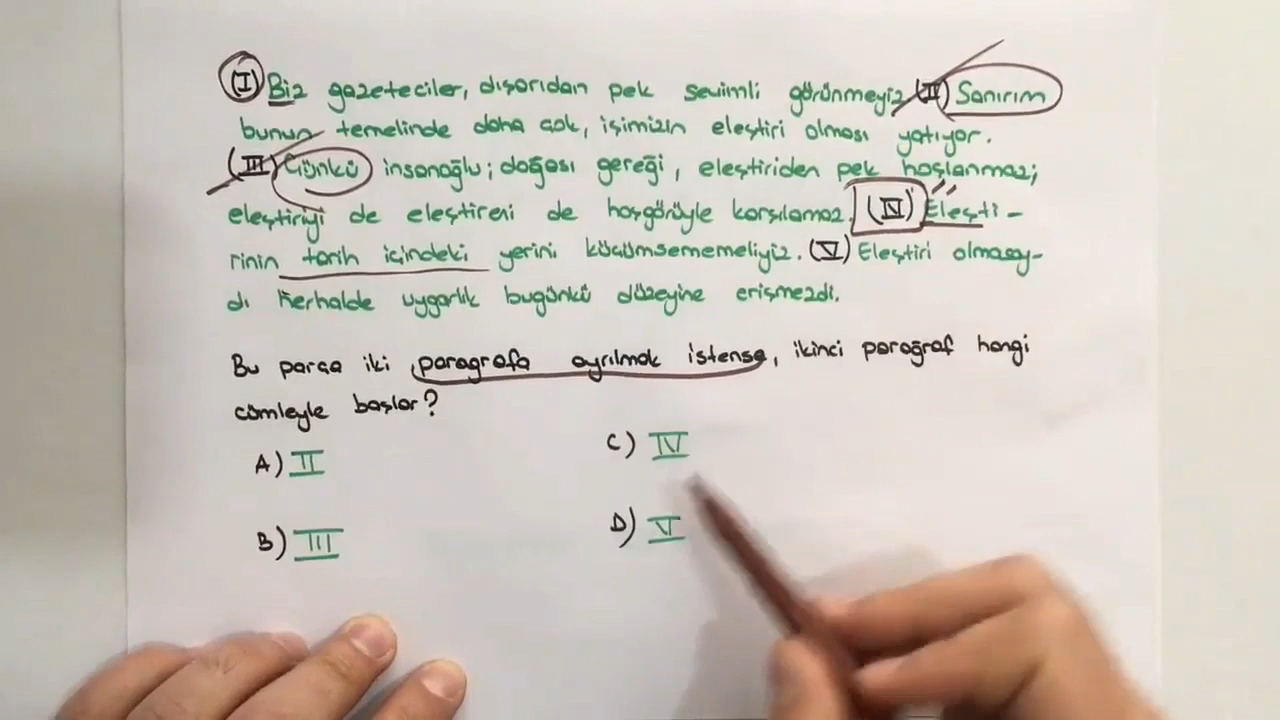 (I) Biz gazeteciler, dışarıdan pek sevimli görünmeyiz. (II) Sanırım
bunun temelinde daha çok, işimizin eleştiri olması yatıyor.
(III) Çünkü insanoğlu; doğası gereği, eleştiriden pek hoşlanmaz;
eleştiriyi de eleştireni de hoşgörüyle karşılamaz. (IV) Eleşti-
rinin tarih içindeki yerini küçümsememeliyiz. (V) Eleştiri olmasay-
dı herhalde uygarlık bugünkü düzeyine erişmezdi.
Bu parça iki paragrafa ayrılmak istense, ikinci paragraf hangi
cümleyle başlar?
A) II
B) III
C) IV
D) V